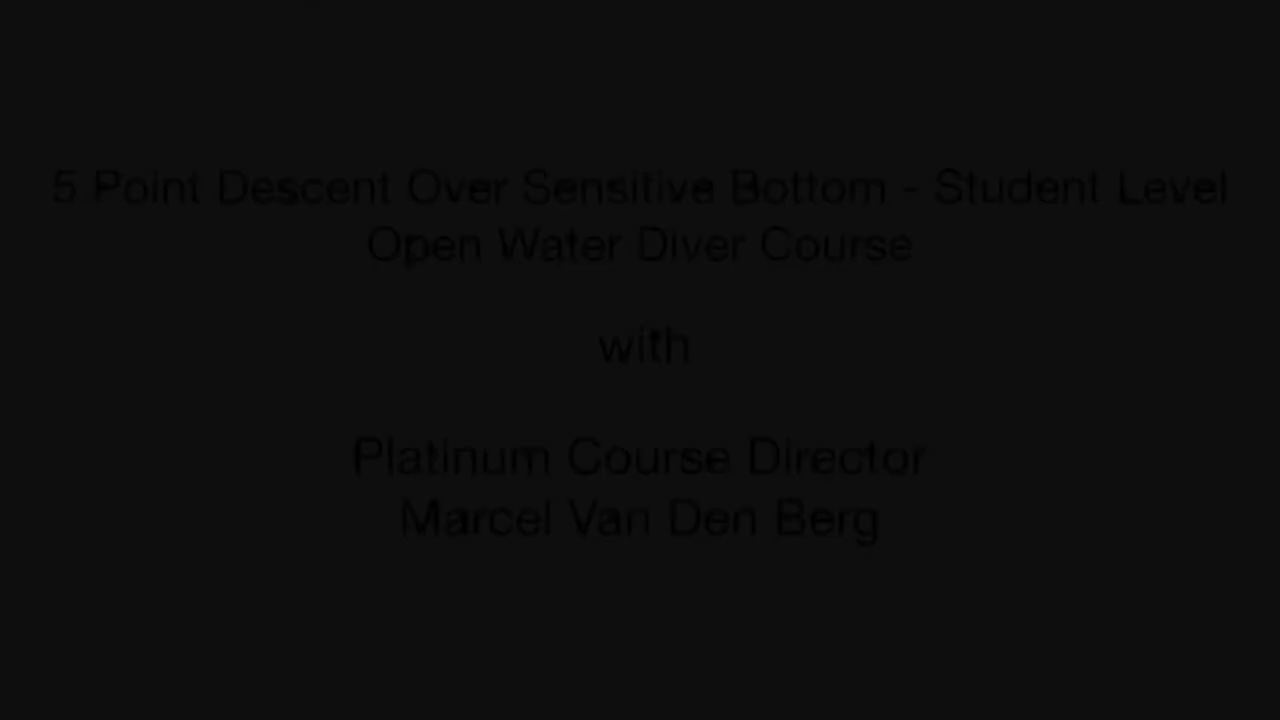 5 Point Descent Over Sensitive Bottom - Student Level
Open Water Diver Course
with
Platinum Course Director
Marcel Van Den Berg